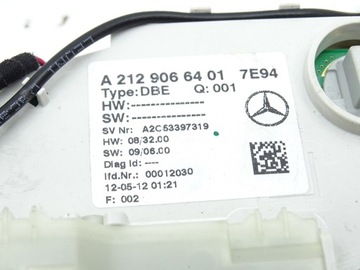 A 212 906 64 01 7E94
Type: DBE Q: 001
HW: --.--.--
SW: --.--.--
SV Nr: A2C53397319
HW: 08/32.00
SW: 09/06.00
Diag Id: ----
lfd.Nr: 00012030
12-05-12 01:21
F: 002